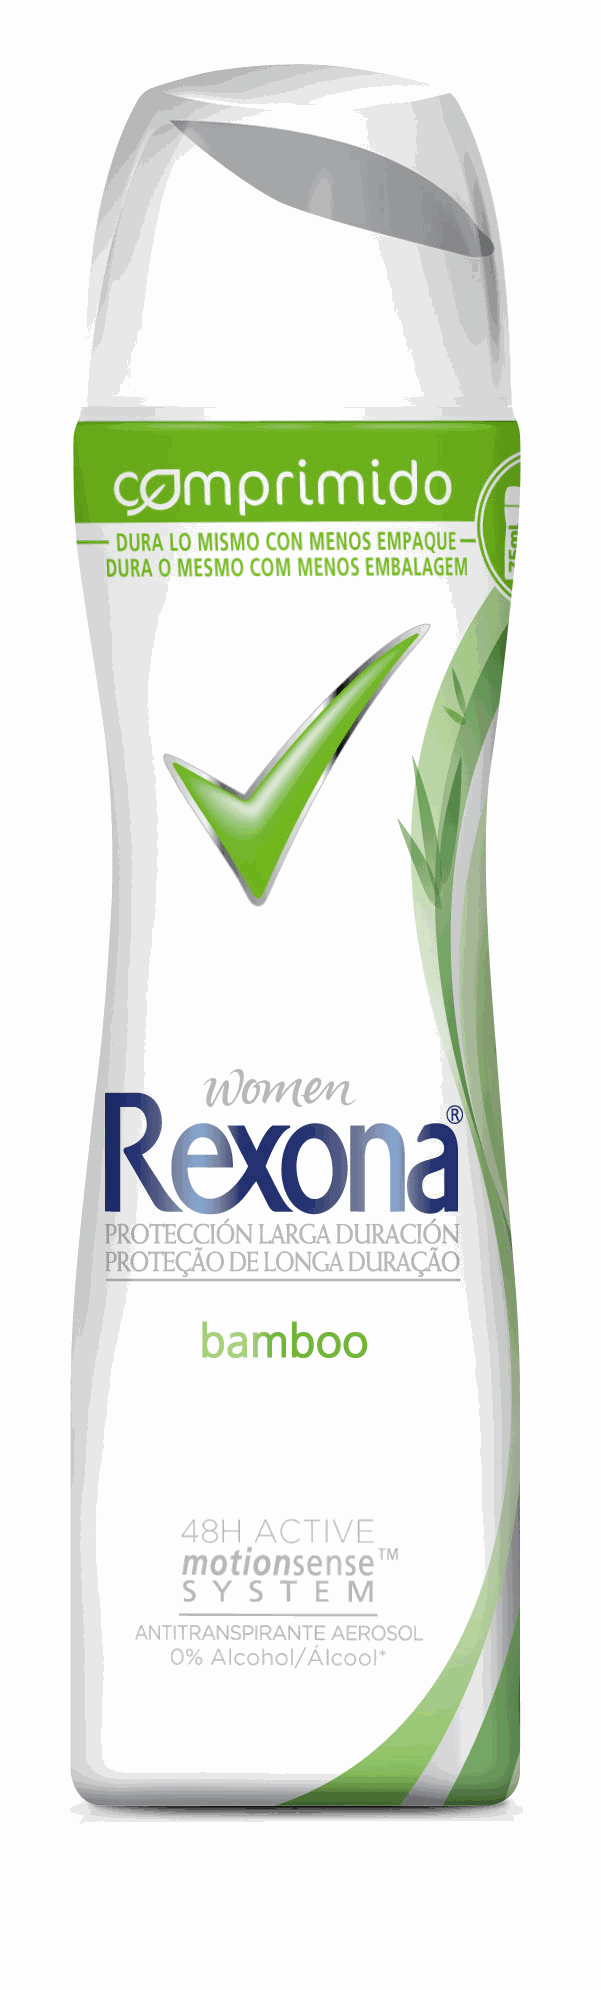 comprimido
DURA LO MISMO CON MENOS EMPAQUE
DURA O MESMO COM MENOS EMBALAGEM
75ml
women
Rexona®
PROTECCIÓN LARGA DURACIÓN
PROTEÇÃO DE LONGA DURAÇÃO
bamboo
48H ACTIVE
motionsense™
SYSTEM
ANTITRANSPIRANTE AEROSOL
0% Alcohol/Álcool*